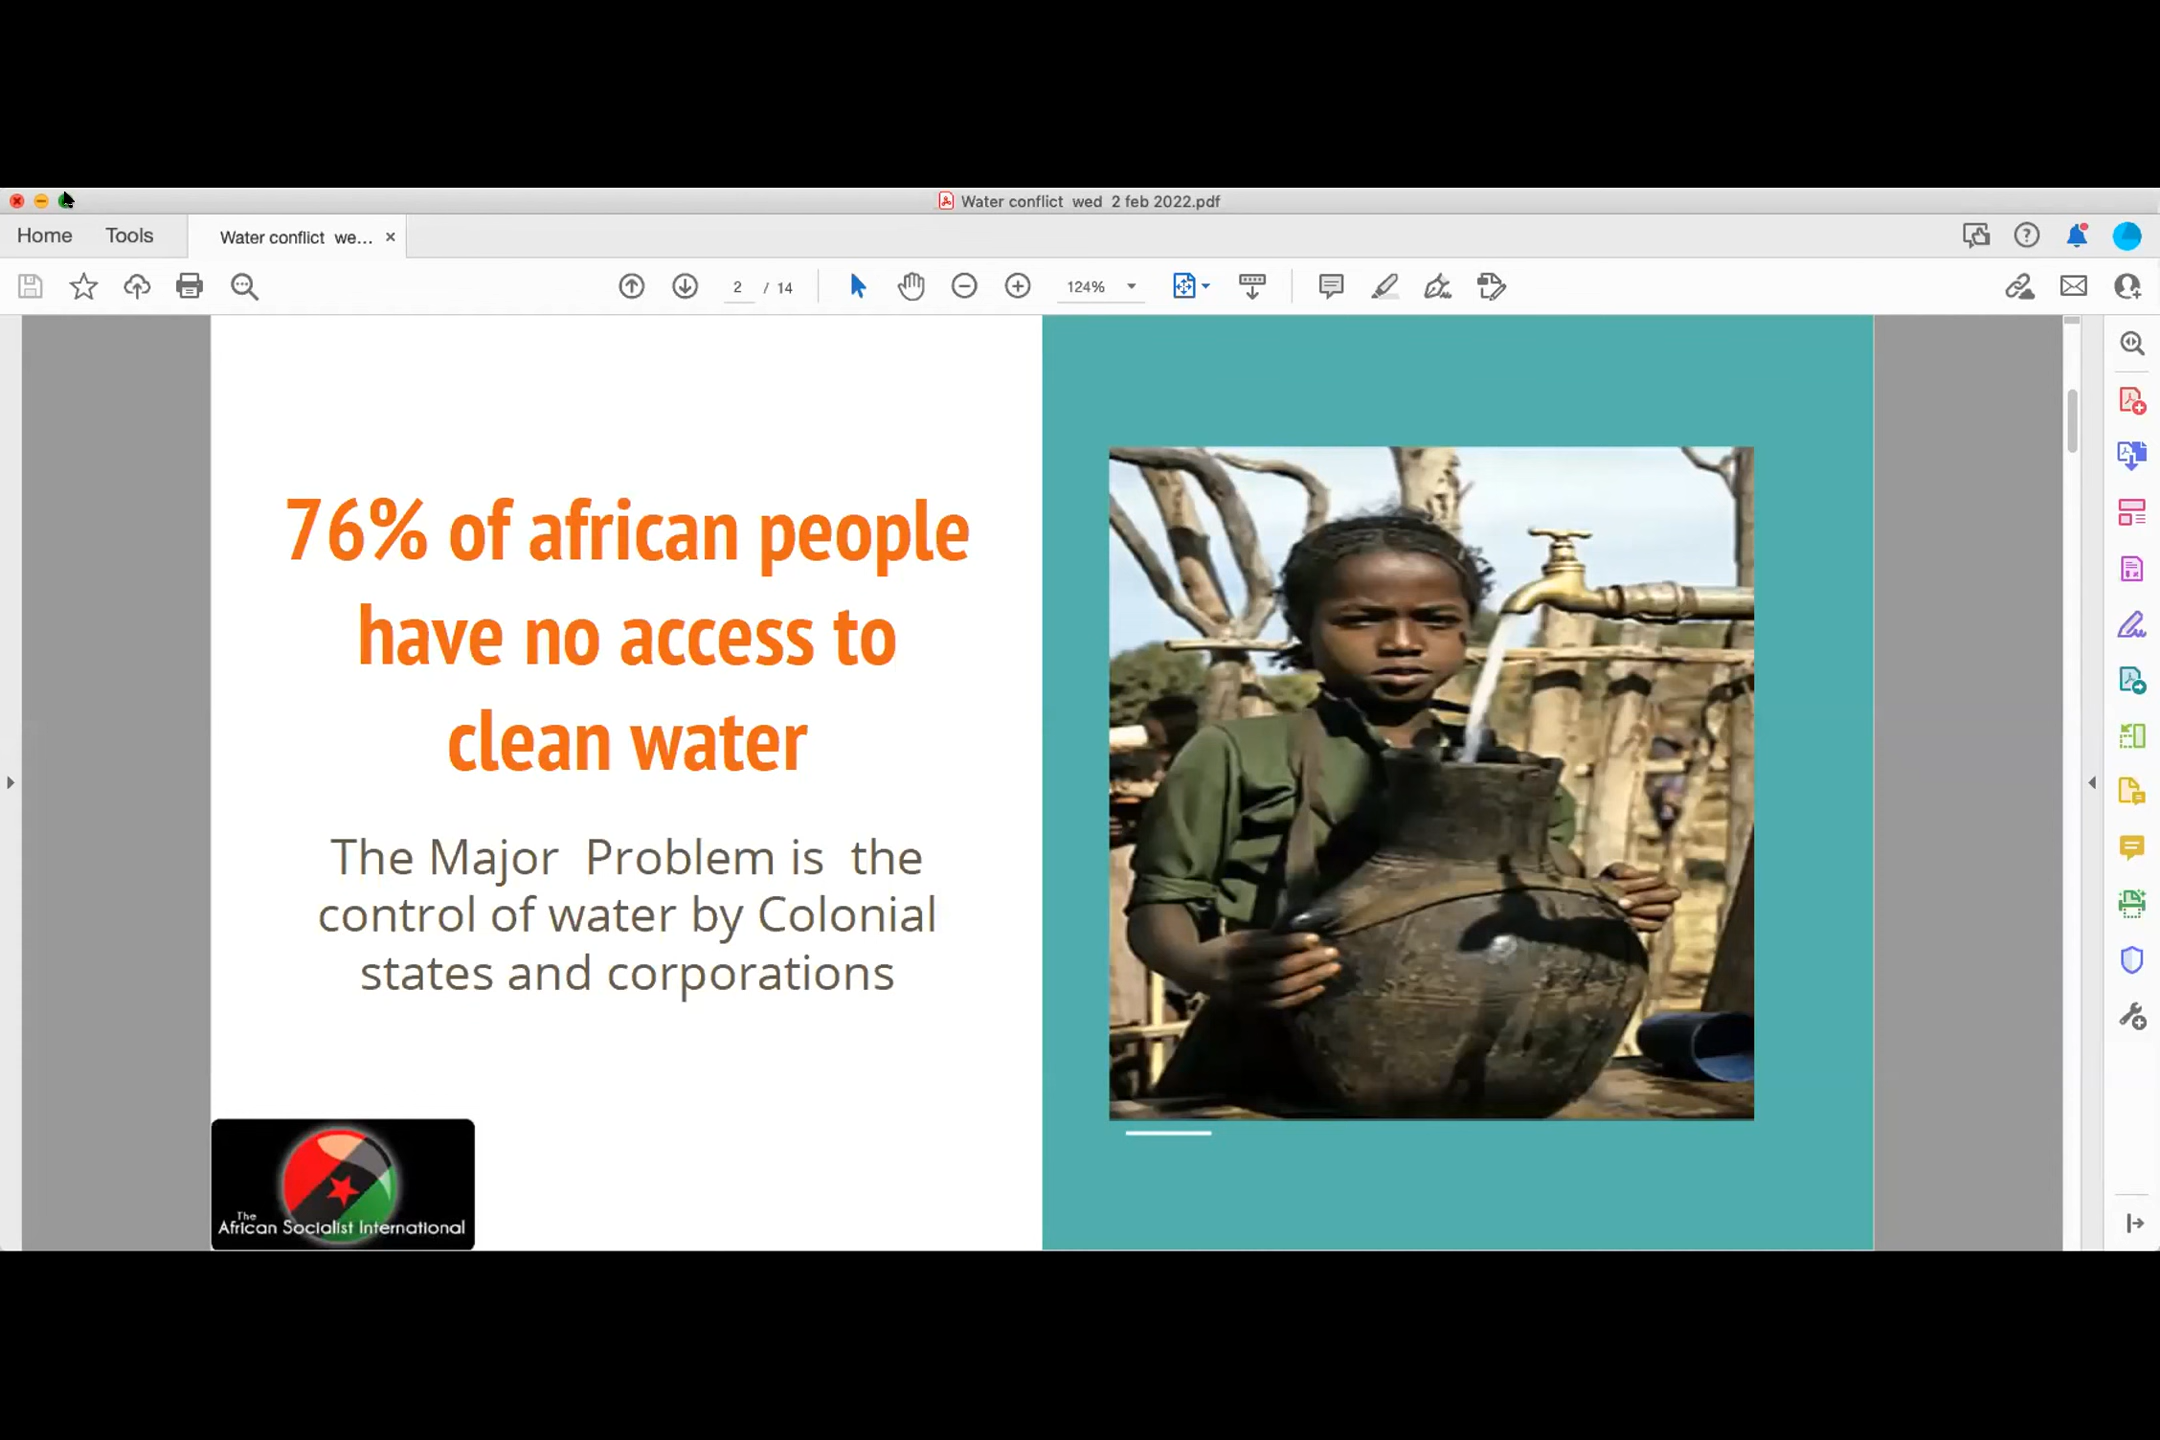 Water conflict  wed  2 feb 2022.pdf
Home
Tools
Water conflict  we...
2 / 14
124%
76% of african people
have no access to
clean water
The Major  Problem is  the
control of water by Colonial
states and corporations
The
African Socialist International